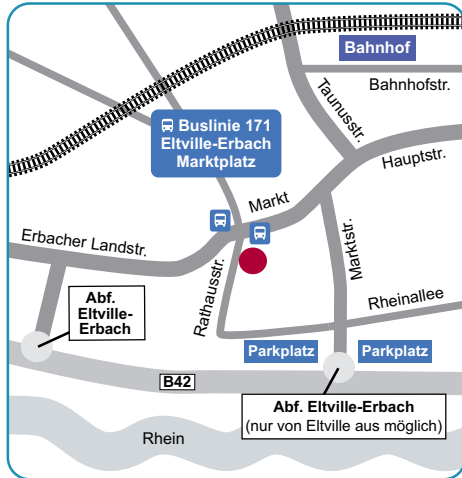 Bahnhof
Bahnhofstr.
Taunusstr.
Buslinie 171
Eltville-Erbach
Marktplatz
Hauptstr.
Markt
Erbacher Landstr.
Marktstr.
Rathausstr.
Abf.
Eltville-
Erbach
Rheinallee
Parkplatz
Parkplatz
B42
Abf. Eltville-Erbach
(nur von Eltville aus möglich)
Rhein